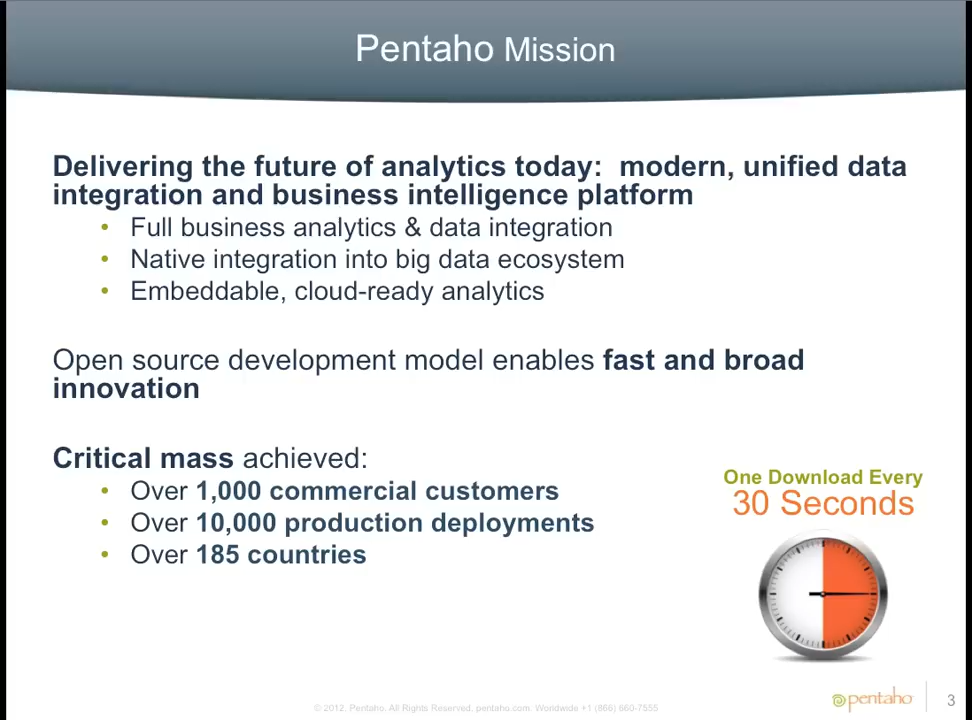 Pentaho Mission
Delivering the future of analytics today:  modern, unified data
integration and business intelligence platform
• Full business analytics & data integration
• Native integration into big data ecosystem
• Embeddable, cloud-ready analytics
Open source development model enables fast and broad
innovation
Critical mass achieved:
• Over 1,000 commercial customers
• Over 10,000 production deployments
• Over 185 countries
One Download Every
30 Seconds
© 2012, Pentaho. All Rights Reserved. pentaho.com. Worldwide +1 (866) 660-7555
pentaho
3